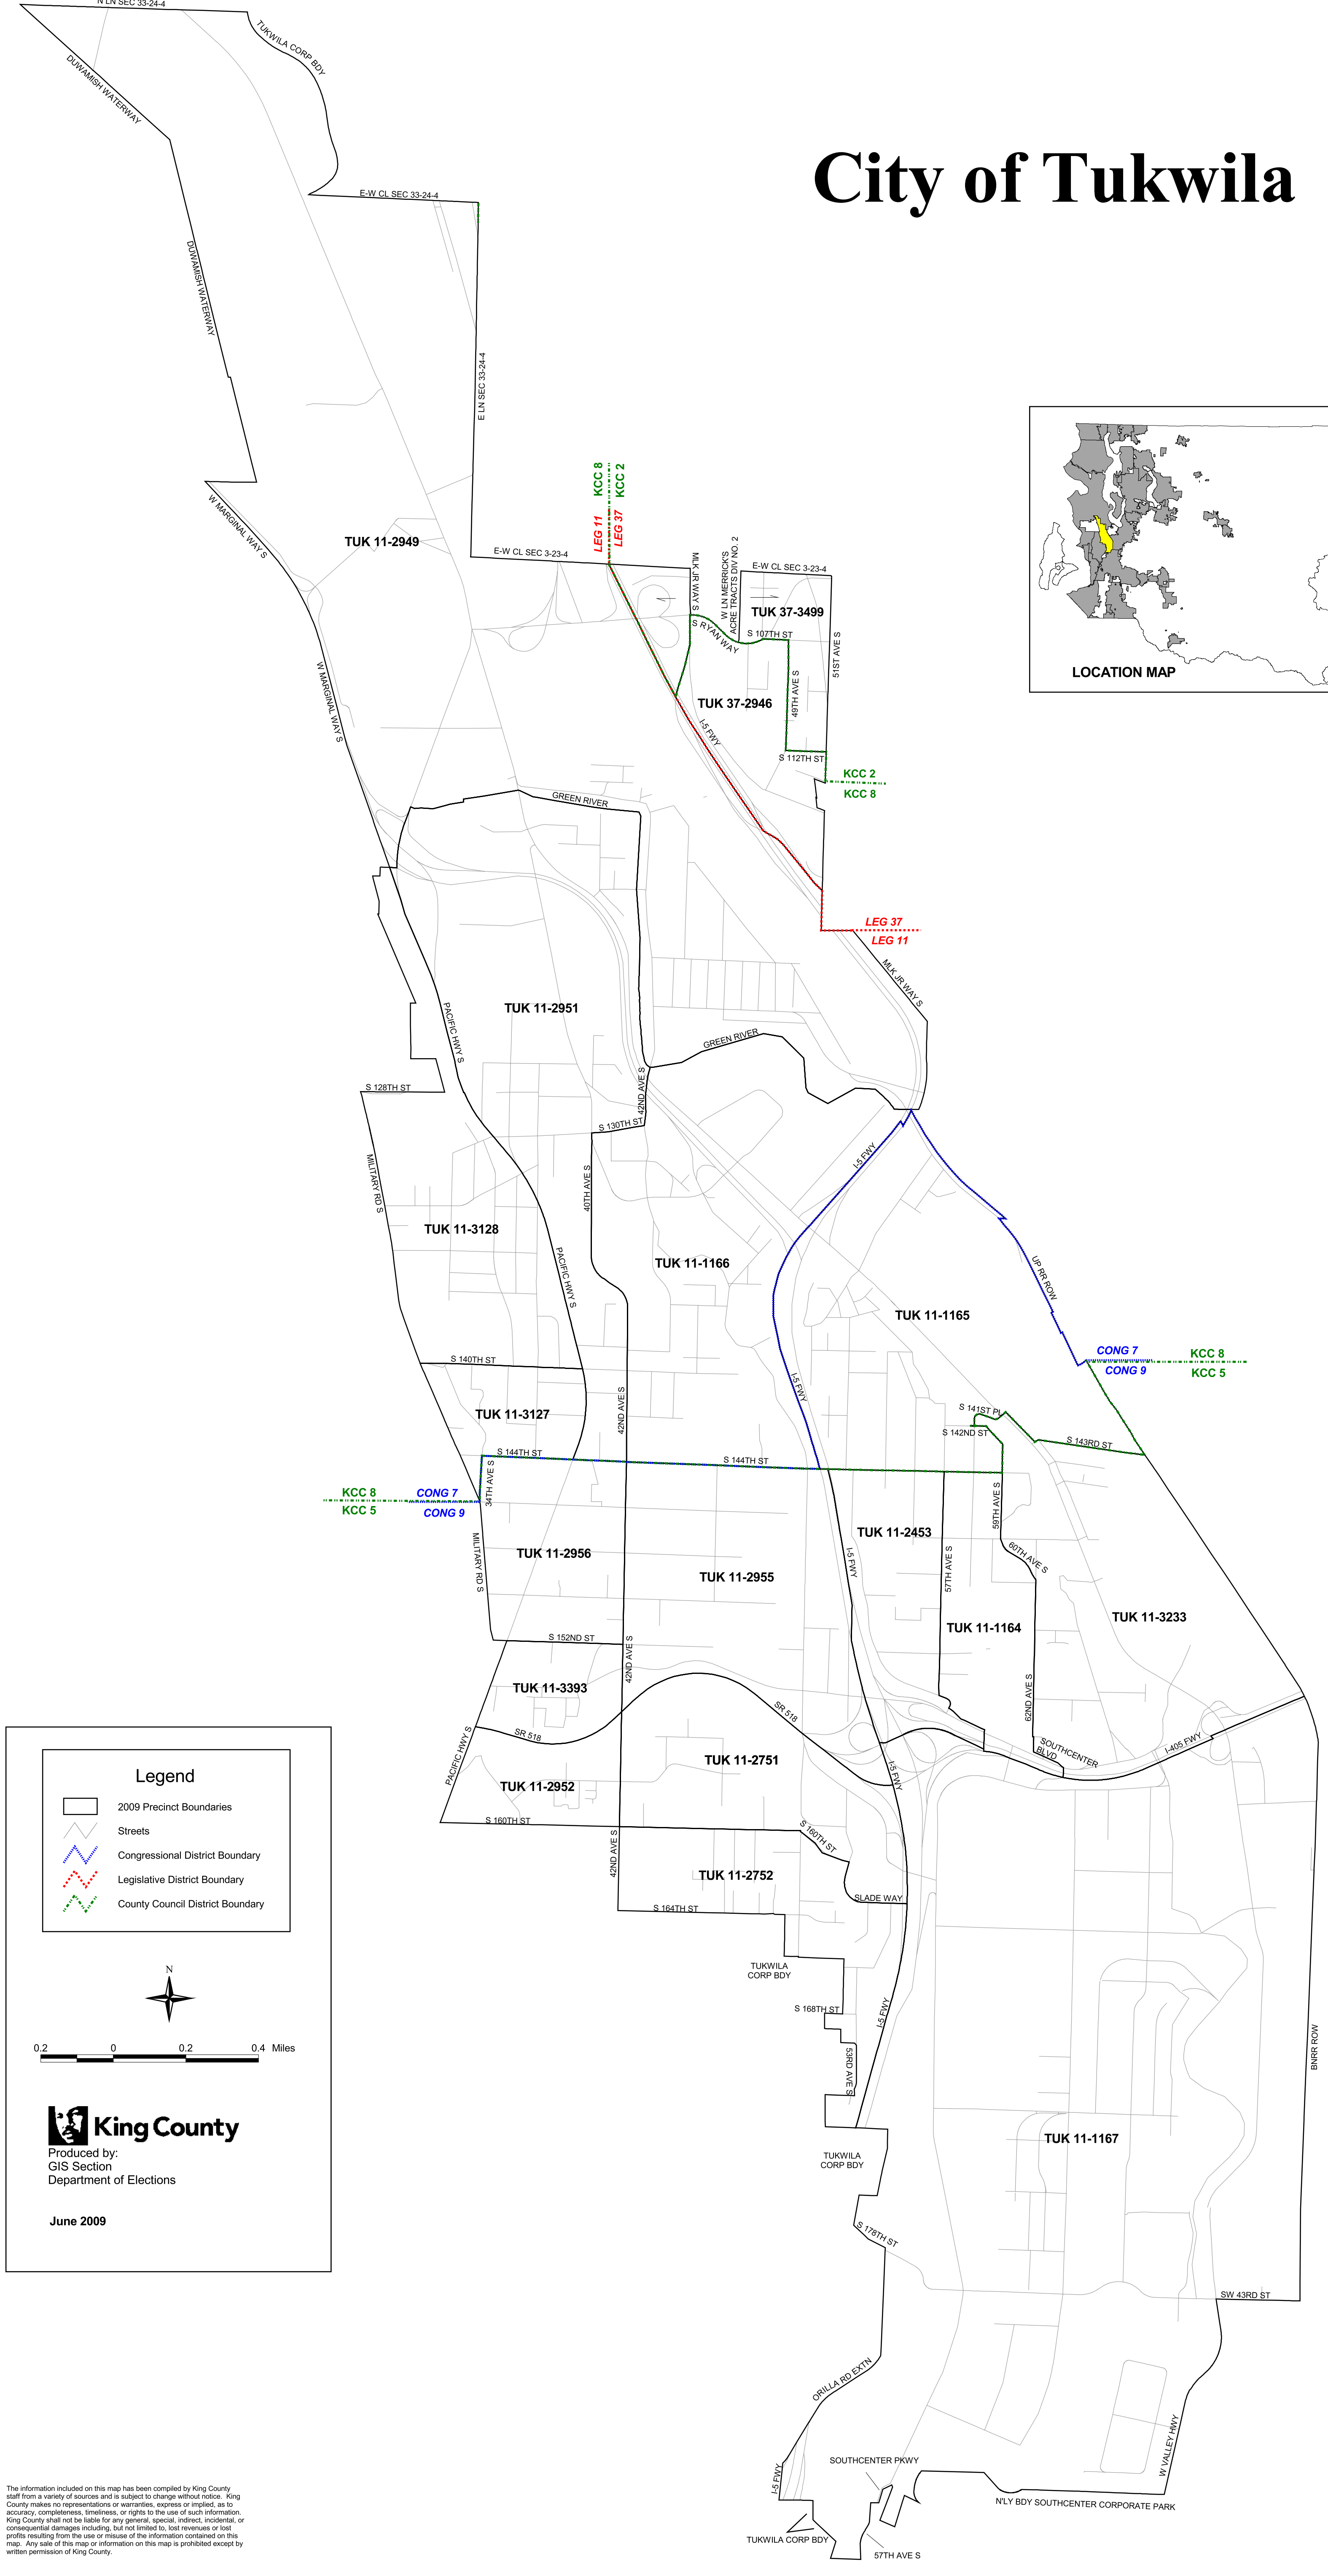 N LN SEC 33-24-4
TUKWILA CORP BDY
DUWAMISH WATERWAY
City of Tukwila
E-W CL SEC 33-24-4
DUWAMISH WATERWAY
E LN SEC 33-24-4
KCC 8
KCC 2
LEG 11
LEG 37
W MARGINAL WAY S
TUK 11-2949
E-W CL SEC 3-23-4
MLK JR WAY S
W LN MERRICK'S
ACRE TRACTS DIV NO. 2
E-W CL SEC 3-23-4
TUK 37-3499
S RYAN WAY
S 107TH ST
51ST AVE S
LOCATION MAP
W MARGINAL WAY S
TUK 37-2946
49TH AVE S
I-5 FWY
S 112TH ST
KCC 2
KCC 8
GREEN RIVER
LEG 37
LEG 11
MLK JR WAY S
TUK 11-2951
PACIFIC HWY S
GREEN RIVER
S 128TH ST
42ND AVE S
S 130TH ST
I-5 FWY
MILITARY RD S
40TH AVE S
TUK 11-3128
PACIFIC HWY S
TUK 11-1166
UP RR ROW
TUK 11-1165
CONG 7
CONG 9
KCC 8
KCC 5
S 140TH ST
I-5 FWY
TUK 11-3127
42ND AVE S
S 141ST PL
S 142ND ST
S 143RD ST
S 144TH ST
S 144TH ST
34TH AVE S
KCC 8
KCC 5
CONG 7
CONG 9
59TH AVE S
TUK 11-2453
MILITARY RD S
TUK 11-2956
TUK 11-2955
I-5 FWY
57TH AVE S
60TH AVE S
TUK 11-3233
TUK 11-1164
S 152ND ST
42ND AVE S
TUK 11-3393
62ND AVE S
SR 518
SR 518
PACIFIC HWY S
SOUTHCENTER
BLVD
I-405 FWY
TUK 11-2751
TUK 11-2952
I-5 FWY
S 160TH ST
S 160TH ST
42ND AVE S
TUK 11-2752
SLADE WAY
S 164TH ST
TUKWILA
CORP BDY
S 168TH ST
I-5 FWY
53RD AVE S
BNRR ROW
TUK 11-1167
TUKWILA
CORP BDY
S 178TH ST
SW 43RD ST
ORILLA RD EXTN
W VALLEY HWY
I-5 FWY
SOUTHCENTER PKWY
N'LY BDY SOUTHCENTER CORPORATE PARK
TUKWILA CORP BDY
57TH AVE S
Legend
2009 Precinct Boundaries
Streets
Congressional District Boundary
Legislative District Boundary
County Council District Boundary
N
0.2 0 0.2 0.4 Miles
King County
Produced by:
GIS Section
Department of Elections
June 2009
The information included on this map has been compiled by King County
staff from a variety of sources and is subject to change without notice. King
County makes no representations or warranties, express or implied, as to
accuracy, completeness, timeliness, or rights to the use of such information.
King County shall not be liable for any general, special, indirect, incidental, or
consequential damages including, but not limited to, lost revenues or lost
profits resulting from the use or misuse of the information contained on this
map. Any sale of this map or information on this map is prohibited except by
written permission of King County.